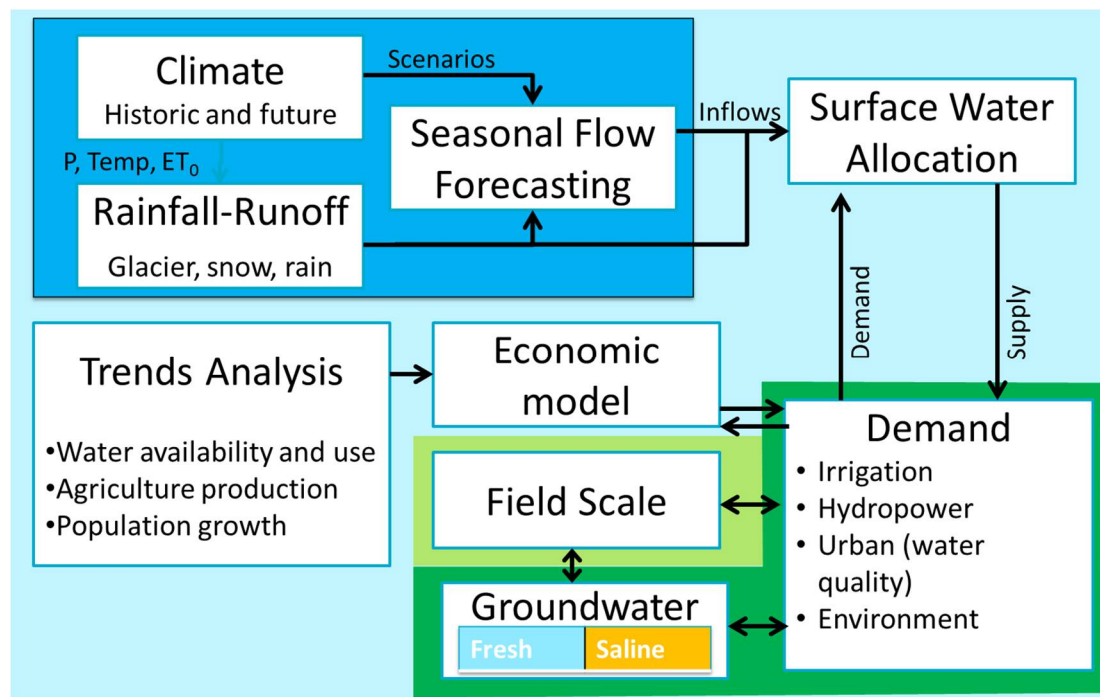 Climate
Historic and future
Scenarios
P, Temp, ET₀
Rainfall-Runoff
Glacier, snow, rain
Seasonal Flow
Forecasting
Inflows
Surface Water
Allocation
Demand
Supply
Trends Analysis
•Water availability and use
•Agriculture production
•Population growth
Economic
model
Field Scale
Groundwater
Fresh
Saline
Demand
• Irrigation
• Hydropower
• Urban (water
quality)
• Environment